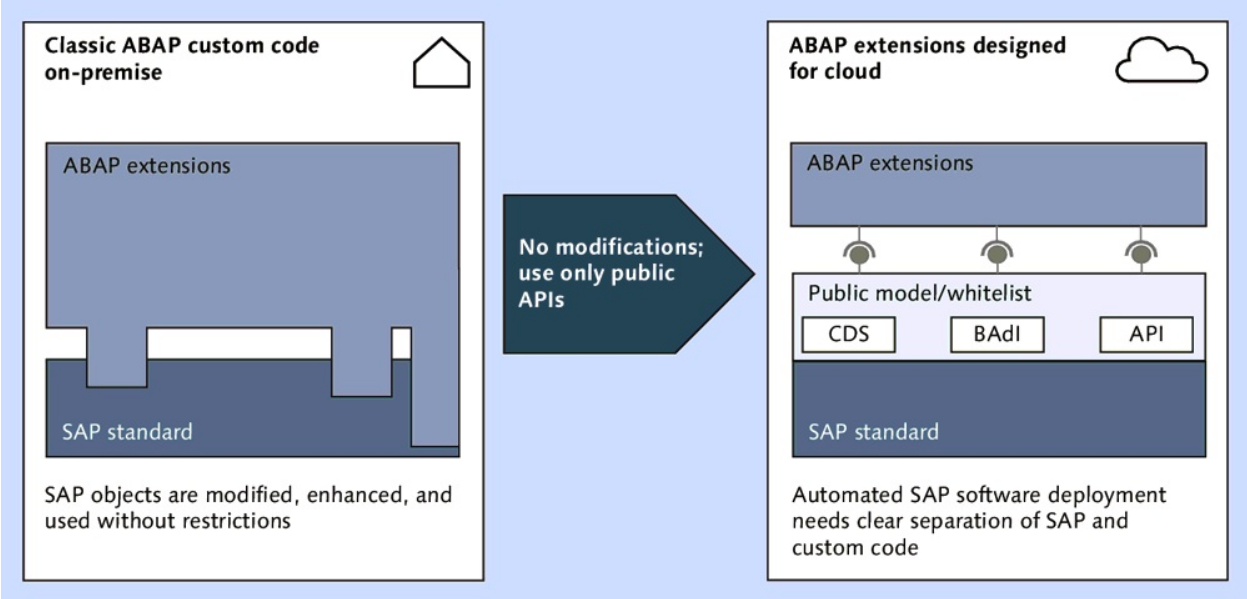 Classic ABAP custom code
on-premise
ABAP extensions
SAP standard
SAP objects are modified, enhanced, and
used without restrictions
No modifications;
use only public
APIs
ABAP extensions designed
for cloud
ABAP extensions
Public model/whitelist
CDS
BAdI
API
SAP standard
Automated SAP software deployment
needs clear separation of SAP and
custom code